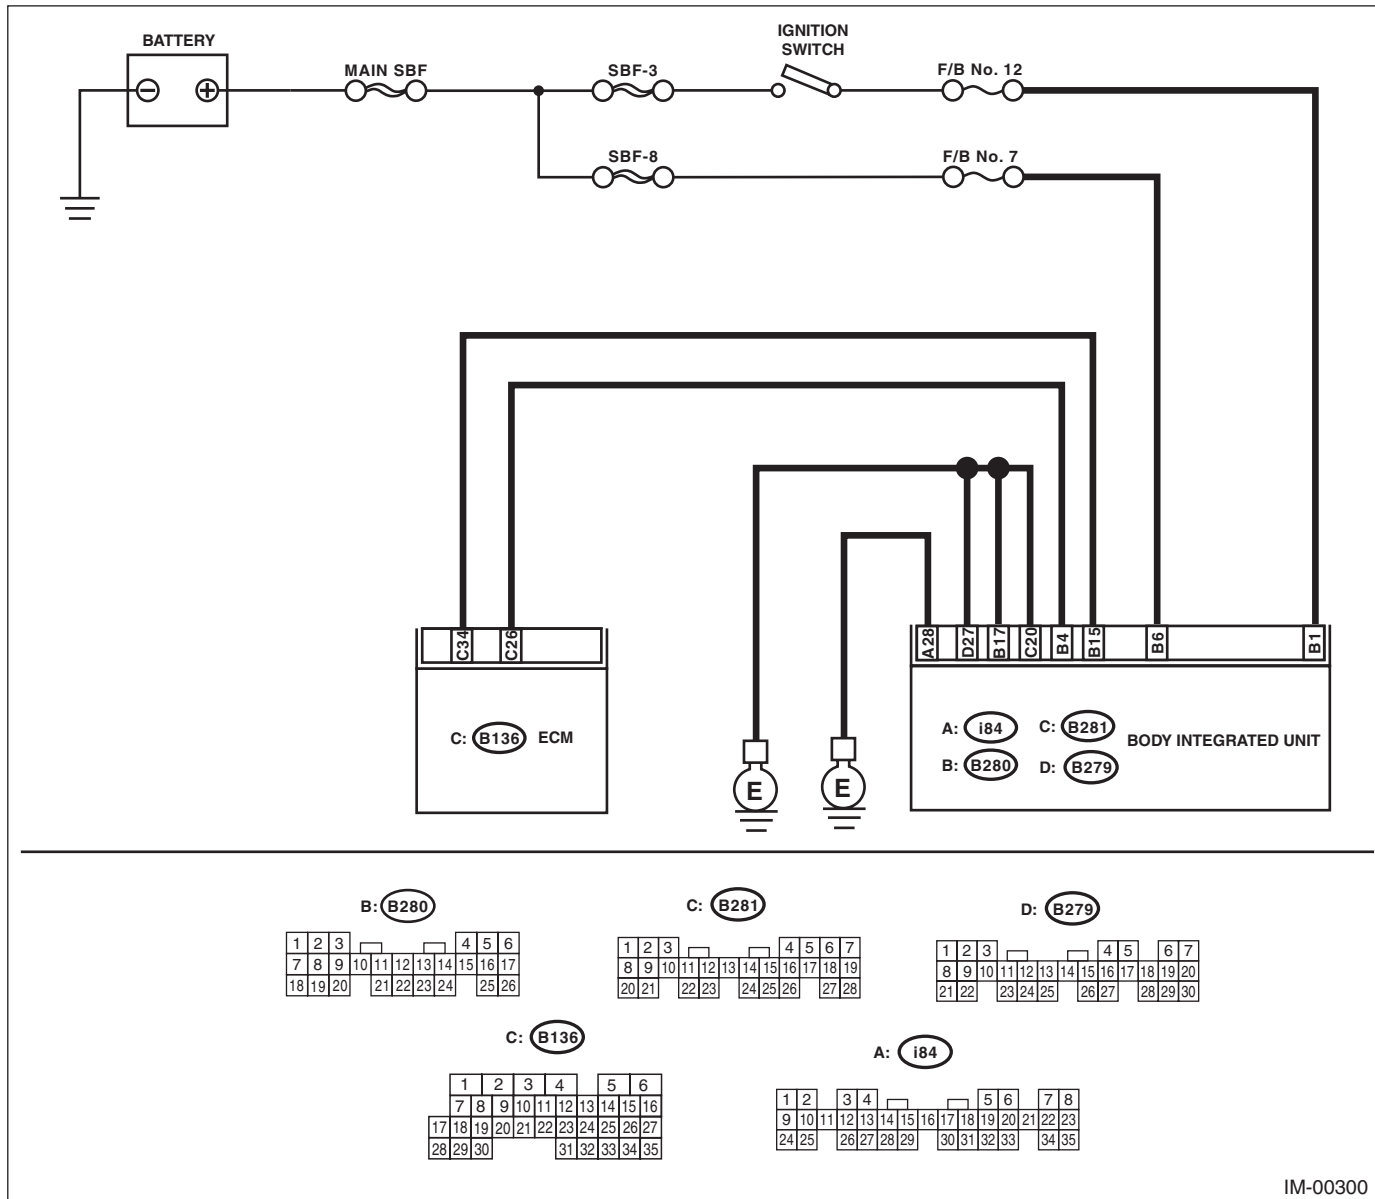 IGNITION
SWITCH
BATTERY
MAIN SBF
SBF-3
F/B No. 12
SBF-8
F/B No. 7
C34 C26
A28 D27 B17 C20 B4 B15 B6 B1
C: B136 ECM
E
E
A: i84 C: B281
B: B280 D: B279
BODY INTEGRATED UNIT
B: B280
1 2 3 4 5 6
7 8 9 10 11 12 13 14 15 16 17
18 19 20 21 22 23 24 25 26
C: B281
1 2 3 4 5 6 7
8 9 10 11 12 13 14 15 16 17 18 19
20 21 22 23 24 25 26 27 28
D: B279
1 2 3 4 5 6 7
8 9 10 11 12 13 14 15 16 17 18 19 20
21 22 23 24 25 26 27 28 29 30
C: B136
1 2 3 4 5 6
7 8 9 10 11 12 13 14 15 16
17 18 19 20 21 22 23 24 25 26 27
28 29 30 31 32 33 34 35
A: i84
1 2 3 4 5 6 7 8
9 10 11 12 13 14 15 16 17 18 19 20 21 22 23
24 25 26 27 28 29 30 31 32 33 34 35
IM-00300